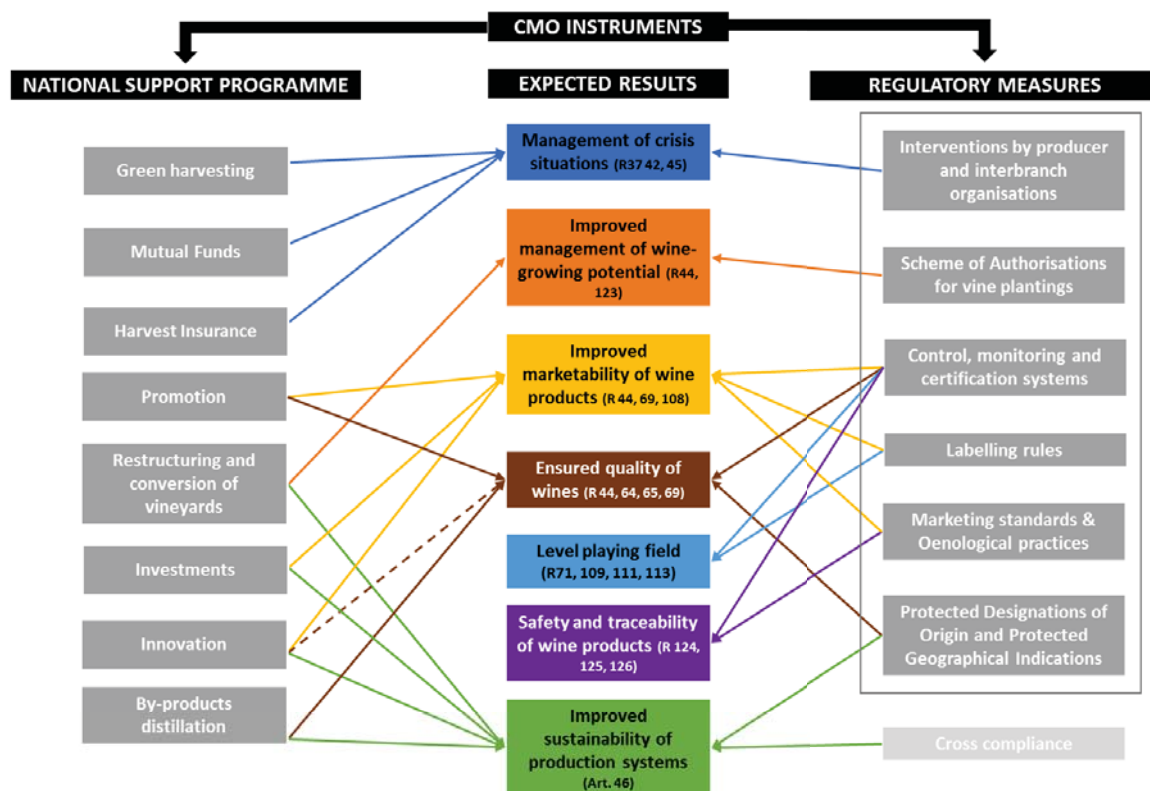 CMO INSTRUMENTS
NATIONAL SUPPORT PROGRAMME
EXPECTED RESULTS
REGULATORY MEASURES
Green harvesting
Mutual Funds
Harvest Insurance
Promotion
Restructuring and
conversion of
vineyards
Investments
Innovation
By-products
distillation
Management of crisis
situations (R37 42, 45)
Improved
management of wine-
growing potential (R44,
123)
Improved
marketability of wine
products (R 44, 69, 108)
Ensured quality of
wines (R 44, 64, 65, 69)
Level playing field
(R71, 109, 111, 113)
Safety and traceability
of wine products (R 124,
125, 126)
Improved
sustainability of
production systems
(Art. 46)
Interventions by producer
and interbranch
organisations
Scheme of Authorisations
for vine plantings
Control, monitoring and
certification systems
Labelling rules
Marketing standards &
Oenological practices
Protected Designations of
Origin and Protected
Geographical Indications
Cross compliance